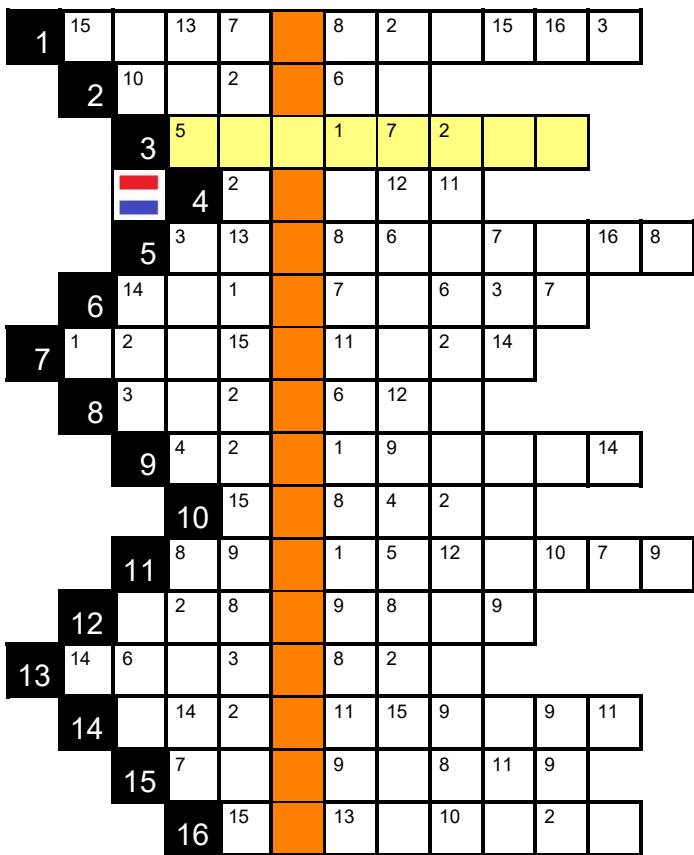 1 15 13 7 8 2 15 16 3
2 10 2 6
3 5 1 7 2
4 2 12 11
5 3 13 8 6 7 16 8
6 14 1 7 6 3 7
7 1 2 15 11 2 14
8 3 2 6 12
9 4 2 1 9 14
10 15 8 4 2
11 8 9 1 5 12 10 7 9
12 2 8 9 8 9
13 14 6 3 8 2
14 14 2 11 15 9 9 11
15 7 9 8 11 9
16 15 13 10 2